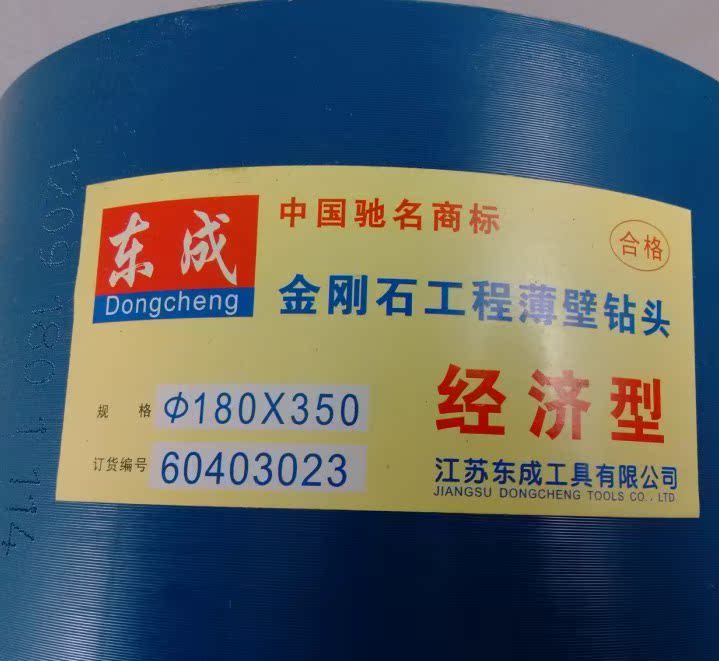 东成
Dongcheng
中国驰名商标
合格
金刚石工程薄壁钻头
经济型
规格 Φ180X350
订货编号 60403023
江苏东成工具有限公司
JIANGSU DONGCHENG TOOLS CO., LTD